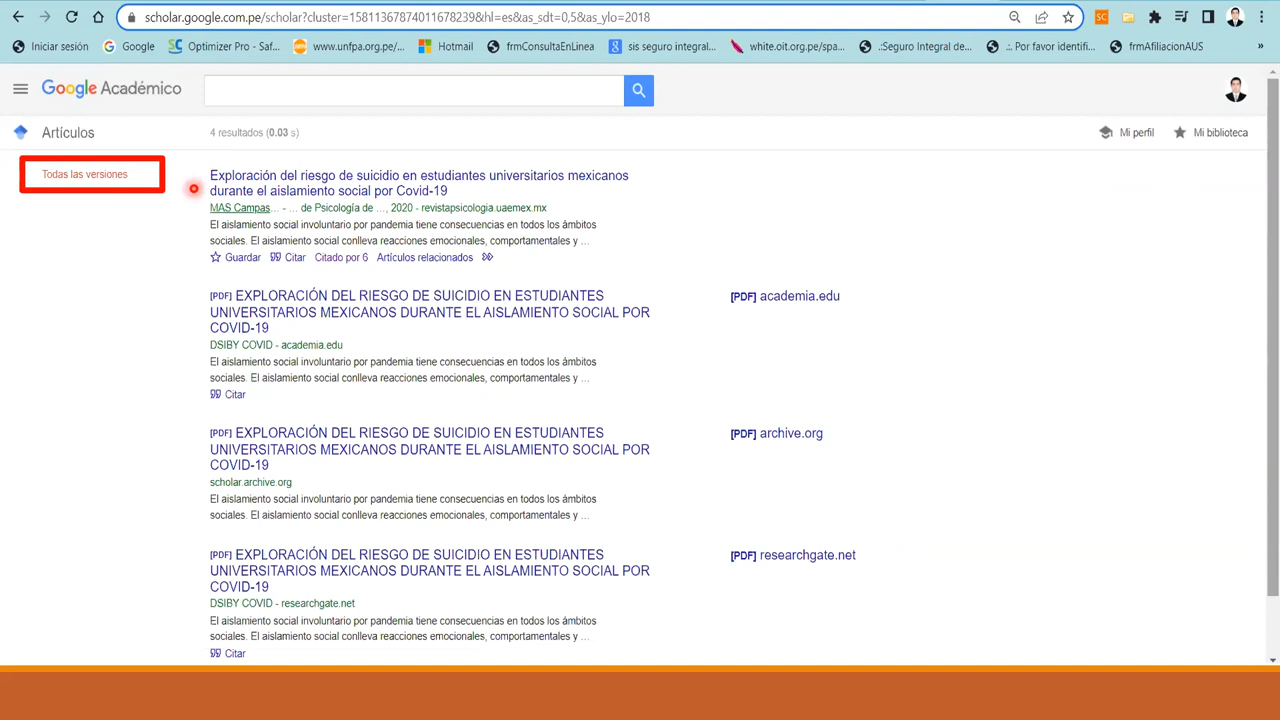 scholar.google.com.pe/scholar?cluster=15811367874011678239&hl=es&as_sdt=0,5&as_ylo=2018
Iniciar sesión Google Optimizer Pro - Saf... www.unfpa.org.pe/... Hotmail frmConsultaEnLinea sis seguro integral... white.oit.org.pe/spa... .:Seguro Integral de... .:. Por favor identifi... frmAfiliacionAUS »
Google Académico
Artículos
4 resultados (0.03 s)
Mi perfil
Mi biblioteca
Todas las versiones
Exploración del riesgo de suicidio en estudiantes universitarios mexicanos
durante el aislamiento social por Covid-19
MAS Campas... - ... de Psicología de ..., 2020 - revistapsicologia.uaemex.mx
El aislamiento social involuntario por pandemia tiene consecuencias en todos los ámbitos
sociales. El aislamiento social conlleva reacciones emocionales, comportamentales y ...
Guardar Citar Citado por 6 Artículos relacionados
[PDF] EXPLORACIÓN DEL RIESGO DE SUICIDIO EN ESTUDIANTES
UNIVERSITARIOS MEXICANOS DURANTE EL AISLAMIENTO SOCIAL POR
COVID-19
[PDF] academia.edu
DSIBY COVID - academia.edu
El aislamiento social involuntario por pandemia tiene consecuencias en todos los ámbitos
sociales. El aislamiento social conlleva reacciones emocionales, comportamentales y ...
Citar
[PDF] EXPLORACIÓN DEL RIESGO DE SUICIDIO EN ESTUDIANTES
UNIVERSITARIOS MEXICANOS DURANTE EL AISLAMIENTO SOCIAL POR
COVID-19
[PDF] archive.org
scholar.archive.org
El aislamiento social involuntario por pandemia tiene consecuencias en todos los ámbitos
sociales. El aislamiento social conlleva reacciones emocionales, comportamentales y ...
[PDF] EXPLORACIÓN DEL RIESGO DE SUICIDIO EN ESTUDIANTES
UNIVERSITARIOS MEXICANOS DURANTE EL AISLAMIENTO SOCIAL POR
COVID-19
[PDF] researchgate.net
DSIBY COVID - researchgate.net
El aislamiento social involuntario por pandemia tiene consecuencias en todos los ámbitos
sociales. El aislamiento social conlleva reacciones emocionales, comportamentales y ...
Citar